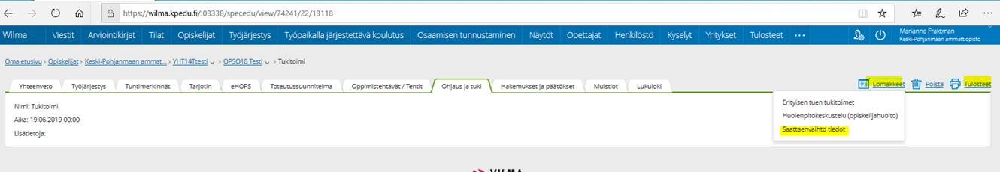 https://wilma.kpedu.fi/!03338/specedu/view/74241/22/13118
Wilma Viestit Arviointikirjat Tilat Opiskelijat Työjärjestys Työpaikalla järjestettävä koulutus Osaamisen tunnustaminen Näytöt Opettajat Henkilöstö Kyselyt Yritykset Tulosteet ••• Marianne Fraktman
Keski-Pohjanmaan ammattiopisto
Oma etusivu › Opiskelijat › Keski-Pohjanmaan ammat... › YHT14Ttesti › OPSO18 Testi › Tukitoimi
Yhteenveto Työjärjestys Tuntimerkinnät Tarjotin eHOPS Toteutussuunnitelma Oppimistehtävät / Tentit Ohjaus ja tuki Hakemukset ja päätökset Muistiot Lukuloki Lomakkeet Poista Tulosteet
Nimi: Tukitoimi
Aika: 19.06.2019 00:00
Lisätietoja:
Erityisen tuen tukitoimet
Huolenpitokeskustelu (opiskelijahuolto)
Saattaenvaihto tiedot